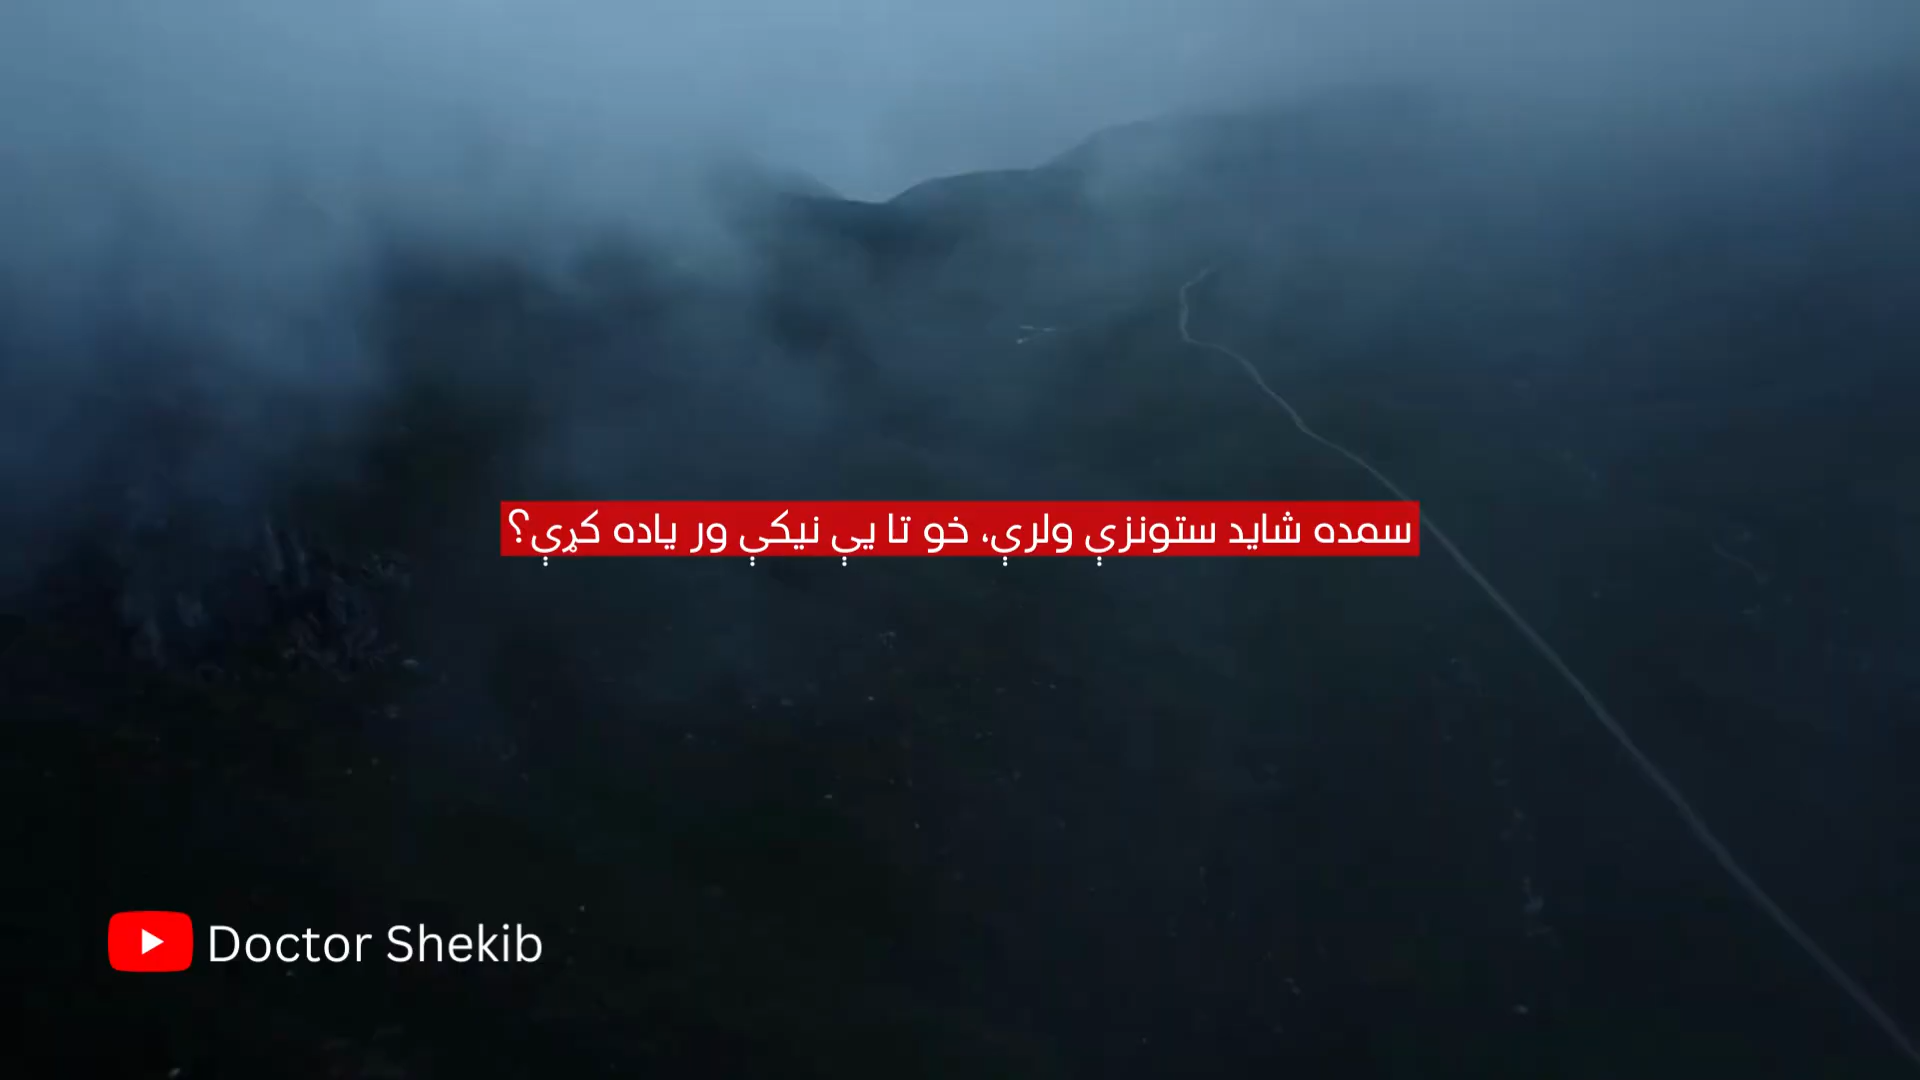 سمده شاید ستونزې ولرې، خو تا یې نیکې ور یاده کړې؟
Doctor Shekib